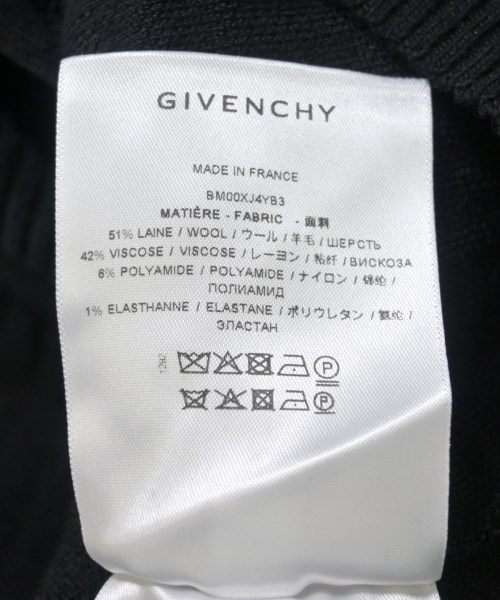 GIVENCHY
MADE IN FRANCE
BM00XJ4YB3
MATIÈRE - FABRIC - 面料
51% LAINE / WOOL / ウール / 羊毛 / ШЕРСТЬ
42% VISCOSE / VISCOSE / レーヨン / 粘纤 / ВИСКОЗА
6% POLYAMIDE / POLYAMIDE / ナイロン / 锦纶 /
ПОЛИАМИД
1% ELASTHANNE / ELASTANE / ポリウレタン / 氨纶 /
ЭЛАСТАН
1292
P
P